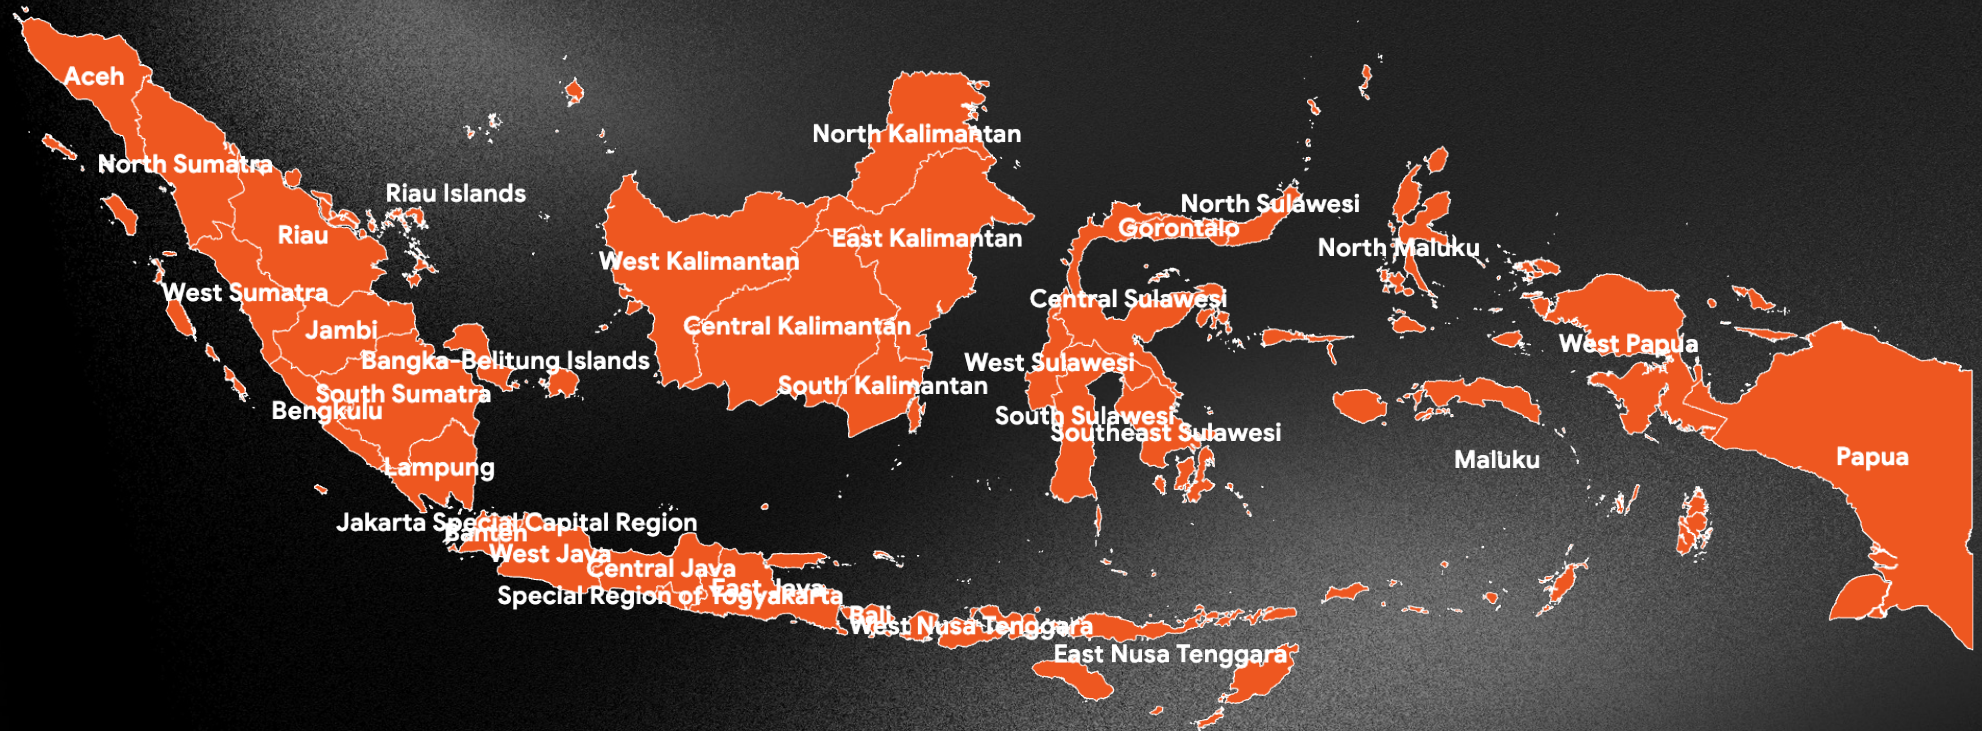 Aceh
North Kalimantan
North Sumatra
Riau Islands
North Sulawesi
Gorontalo
Riau
East Kalimantan
North Maluku
West Kalimantan
West Sumatra
Central Sulawesi
Jambi
Central Kalimantan
West Papua
Bangka-Belitung Islands
West Sulawesi
South Kalimantan
South Sumatra
Bengkulu
South Sulawesi
Southeast Sulawesi
Maluku
Papua
Lampung
Jakarta Special Capital Region
Banten
West Java
Central Java
East Java
Special Region of Yogyakarta
Bali
West Nusa Tenggara
East Nusa Tenggara